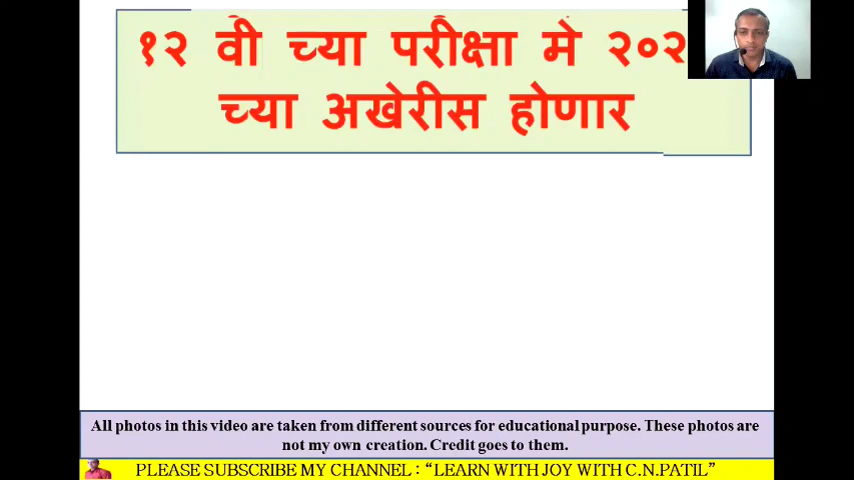 १२ वी च्या परीक्षा मे
च्या अखेरीस होणार
All photos in this video are taken from different sources for educational purpose. These photos are
not my own creation. Credit goes to them.
PLEASE SUBSCRIBE MY CHANNEL : “LEARN WITH JOY WITH C.N.PATIL”